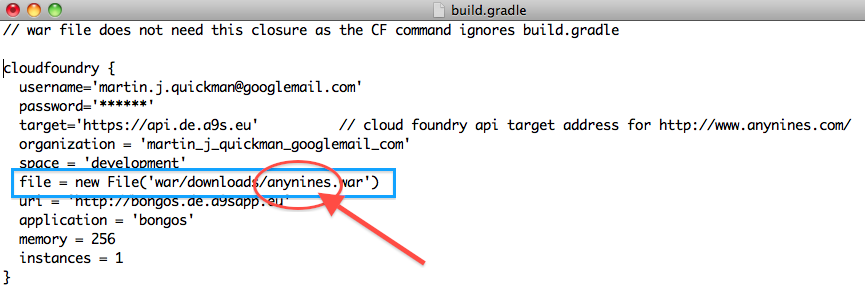 build.gradle
// war file does not need this closure as the CF command ignores build.gradle
cloudfoundry {
username='martin.j.quickman@googlemail.com'
password='******'
target='https://api.de.a9s.eu' // cloud foundry api target address for http://www.anynines.com/
organization = 'martin_j_quickman_googlemail_com'
space = 'development'
file = new File('war/downloads/anynines.war')
uri = 'http://bongos.de.a9sapp.eu'
application = 'bongos'
memory = 256
instances = 1
}